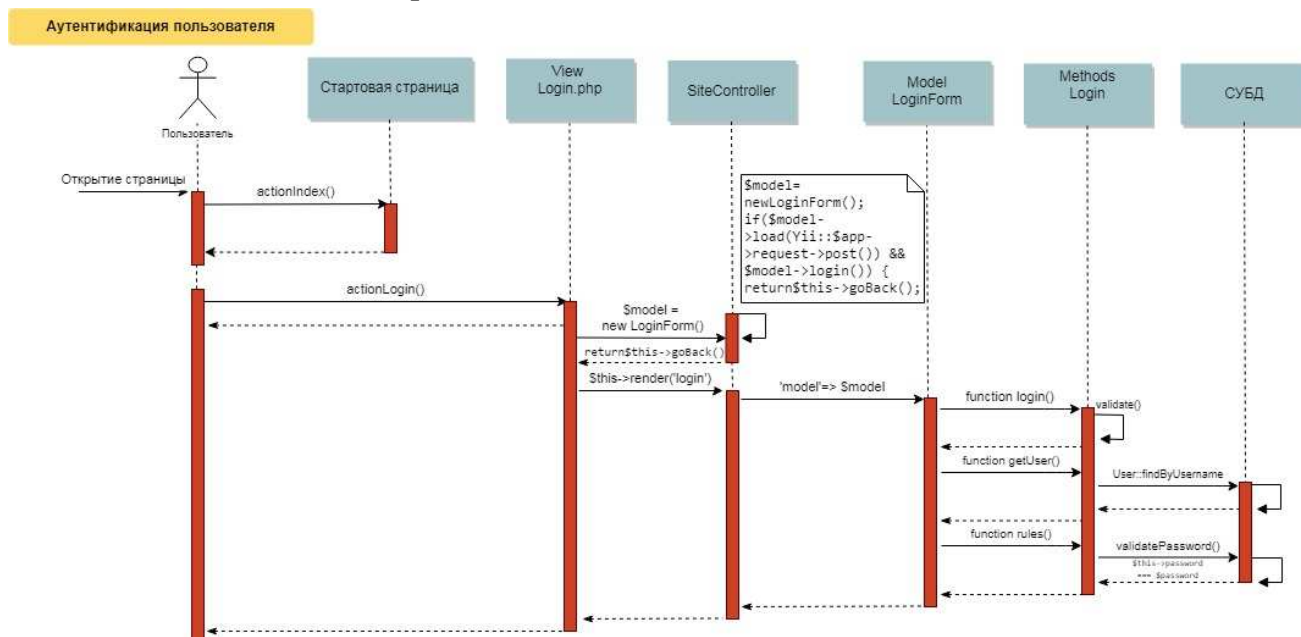 Аутентификация пользователя
Пользователь
Стартовая страница
View
Login.php
SiteController
Model
LoginForm
Methods
Login
СУБД
Открытие страницы
actionIndex()
$model=
newLoginForm();
if($model-
>load(Yii::$app-
>request->post()) &&
$model->login()) {
return$this->goBack();
actionLogin()
$model =
new LoginForm()
return$this->goBack()
$this->render('login')
'model'=> $model
function login()
validate()
function getUser()
User::findByUsername
function rules()
validatePassword()
$this->password
=== $password